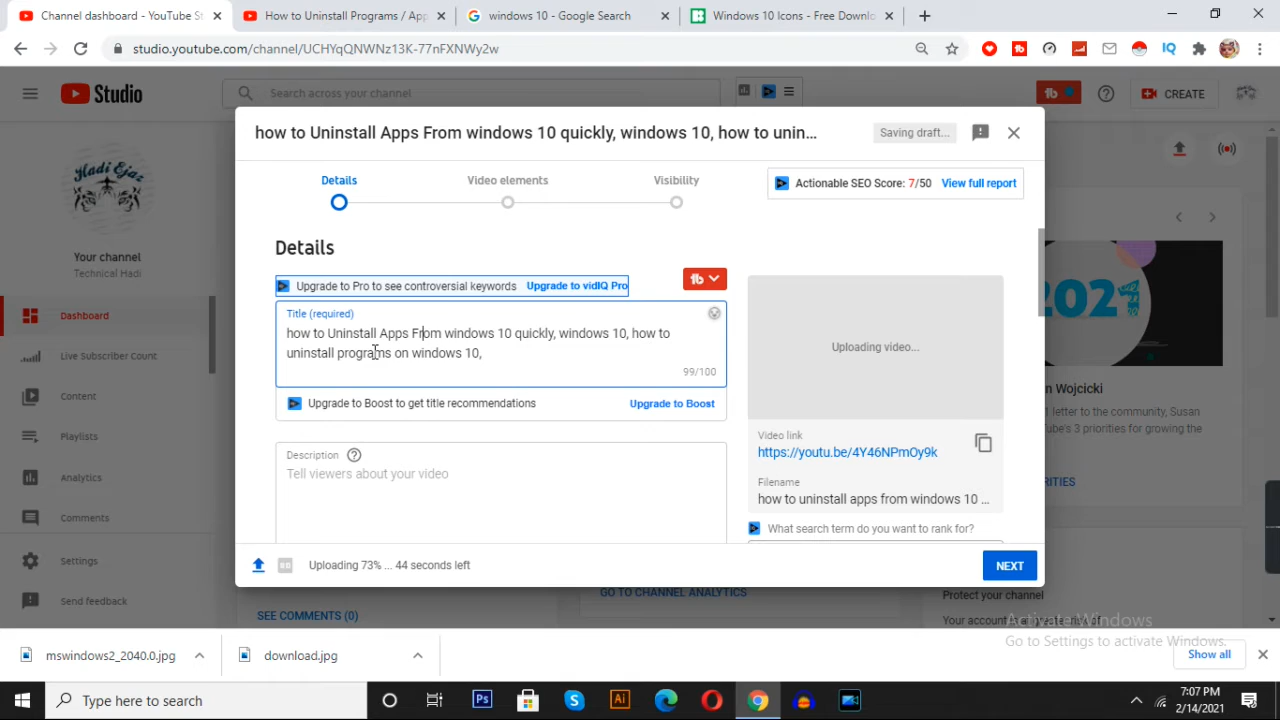 Channel dashboard - YouTube St
How to Uninstall Programs / App
windows 10 - Google Search
Windows 10 Icons - Free Downlo
studio.youtube.com/channel/UCHYqQNWNz13K-77nFXNWy2w
IQ
Studio
Search across your channel
CREATE
how to Uninstall Apps From windows 10 quickly, windows 10, how to unin...
Saving draft...
Details
Video elements
Visibility
Actionable SEO Score: 7/50 View full report
Hadi Ejaz
Your channel
Technical Hadi
Dashboard
Live Subscriber Count
Content
Playlists
Analytics
Comments
Settings
Send feedback
Details
Upgrade to Pro to see controversial keywords Upgrade to vidIQ Pro
Title (required)
how to Uninstall Apps From windows 10 quickly, windows 10, how to
uninstall programs on windows 10,
99/100
Upgrade to Boost to get title recommendations Upgrade to Boost
Description
Tell viewers about your video
Uploading video...
Video link
https://youtu.be/4Y46NPmOy9k
Filename
how to uninstall apps from windows 10 ...
What search term do you want to rank for?
2021
n Wojcicki
1 letter to the community, Susan
Tube's 3 priorities for growing the
RITIES
Uploading 73% ... 44 seconds left
NEXT
SEE COMMENTS (0)
GO TO CHANNEL ANALYTICS
Protect your channel
Activate Windows
Go to Settings to activate Windows.
mswindows2_2040.0.jpg
download.jpg
Show all
Type here to search
Ps
Ai
7:07 PM
2/14/2021